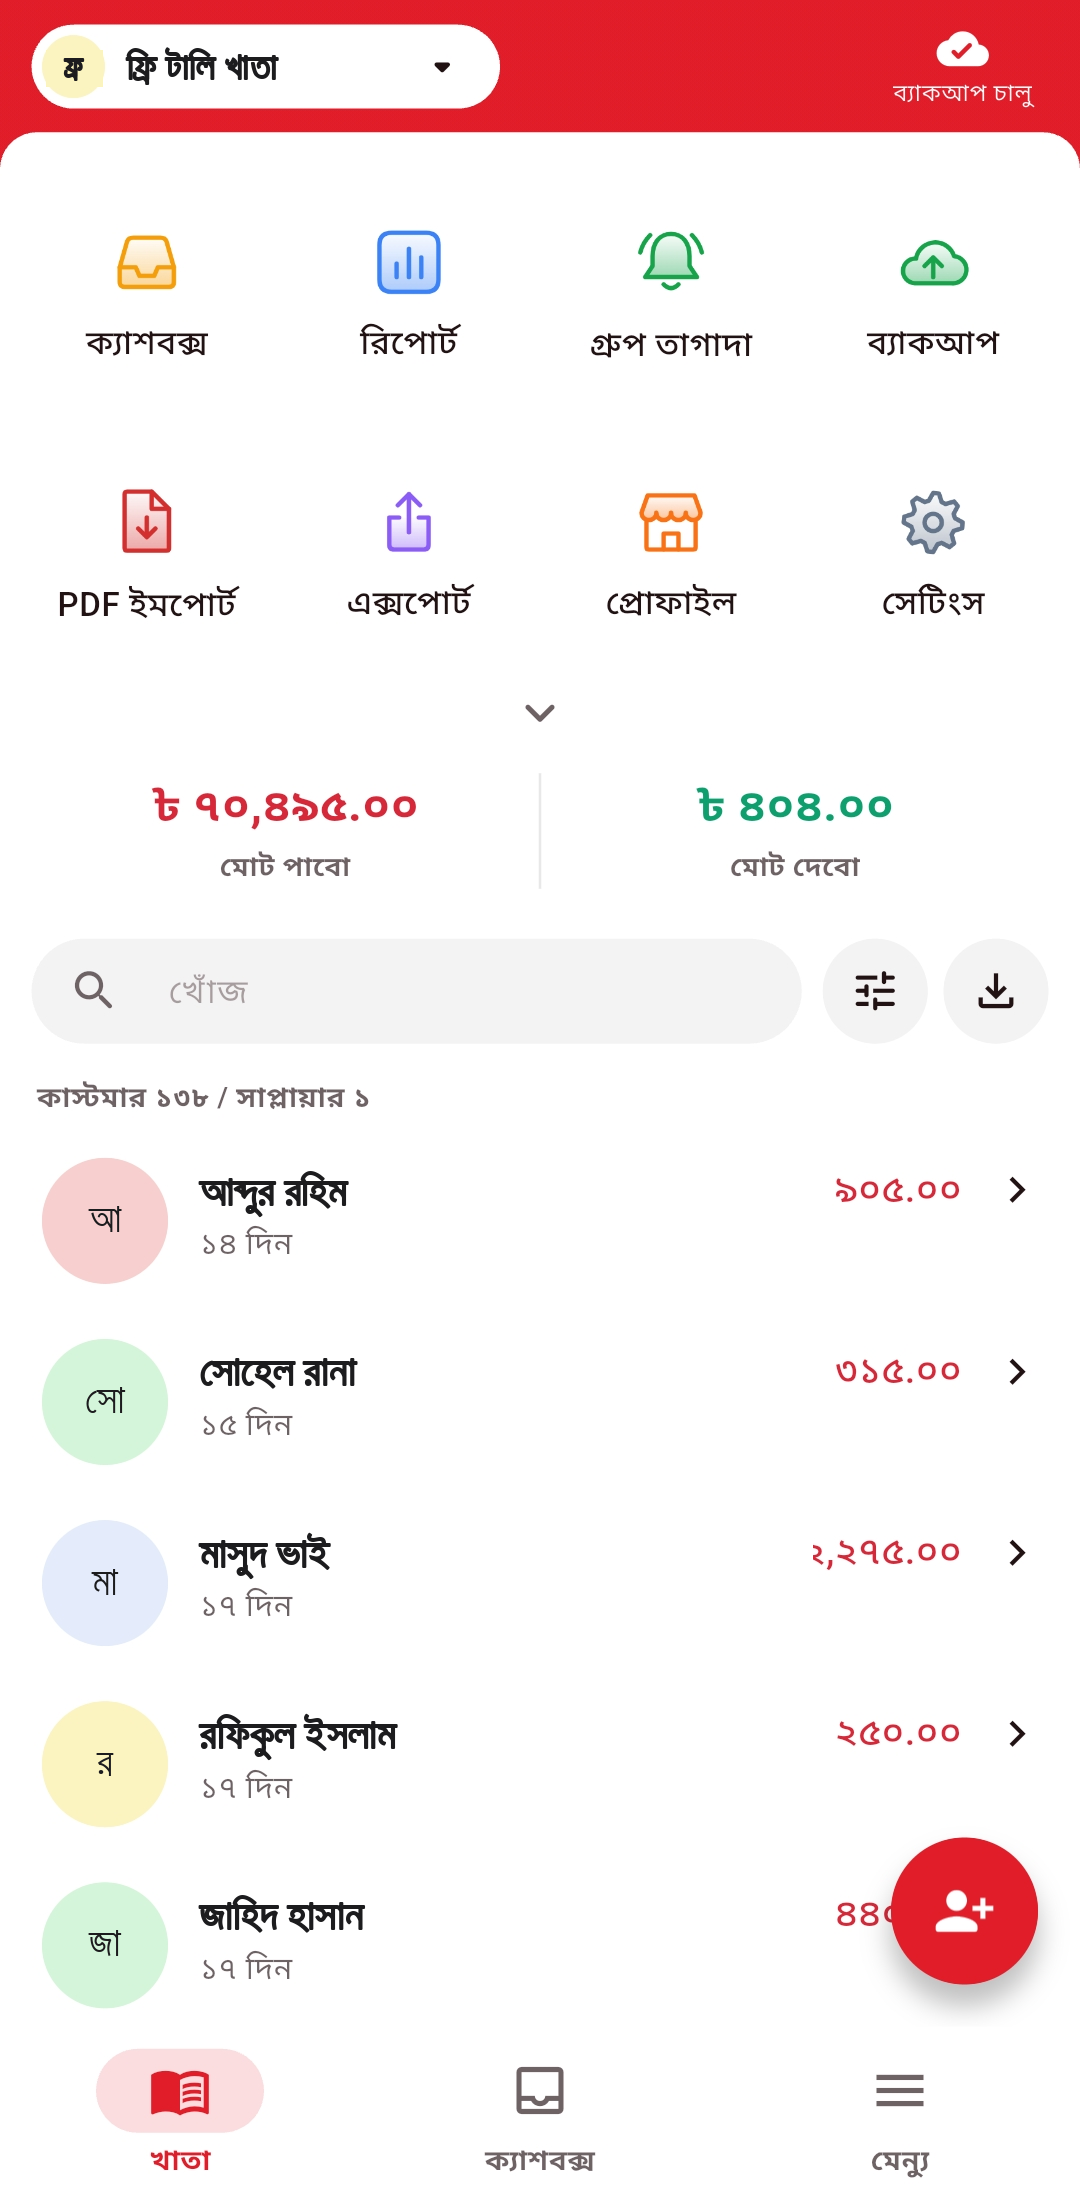 ফ্র ফ্রি টালি খাতা
ব্যাকআপ চালু
ক্যাশবক্স রিপোর্ট গ্রুপ তাগাদা ব্যাকআপ
PDF ইমপোর্ট এক্সপোর্ট প্রোফাইল সেটিংস
৳ ৭০,৪৯৫.০০ ৳ ৪০৪.০০
মোট পাবো মোট দেবো
খোঁজ
কাস্টমার ১৩৮ / সাপ্লায়ার ১
আ আব্দুর রহিম ৯০৫.০০
১৪ দিন
সো সোহেল রানা ৩১৫.০০
১৫ দিন
মা মাসুদ ভাই ২,২৭৫.০০
১৭ দিন
র রফিকুল ইসলাম ২৫০.০০
১৭ দিন
জা জাহিদ হাসান
১৭ দিন
খাতা ক্যাশবক্স মেন্যু